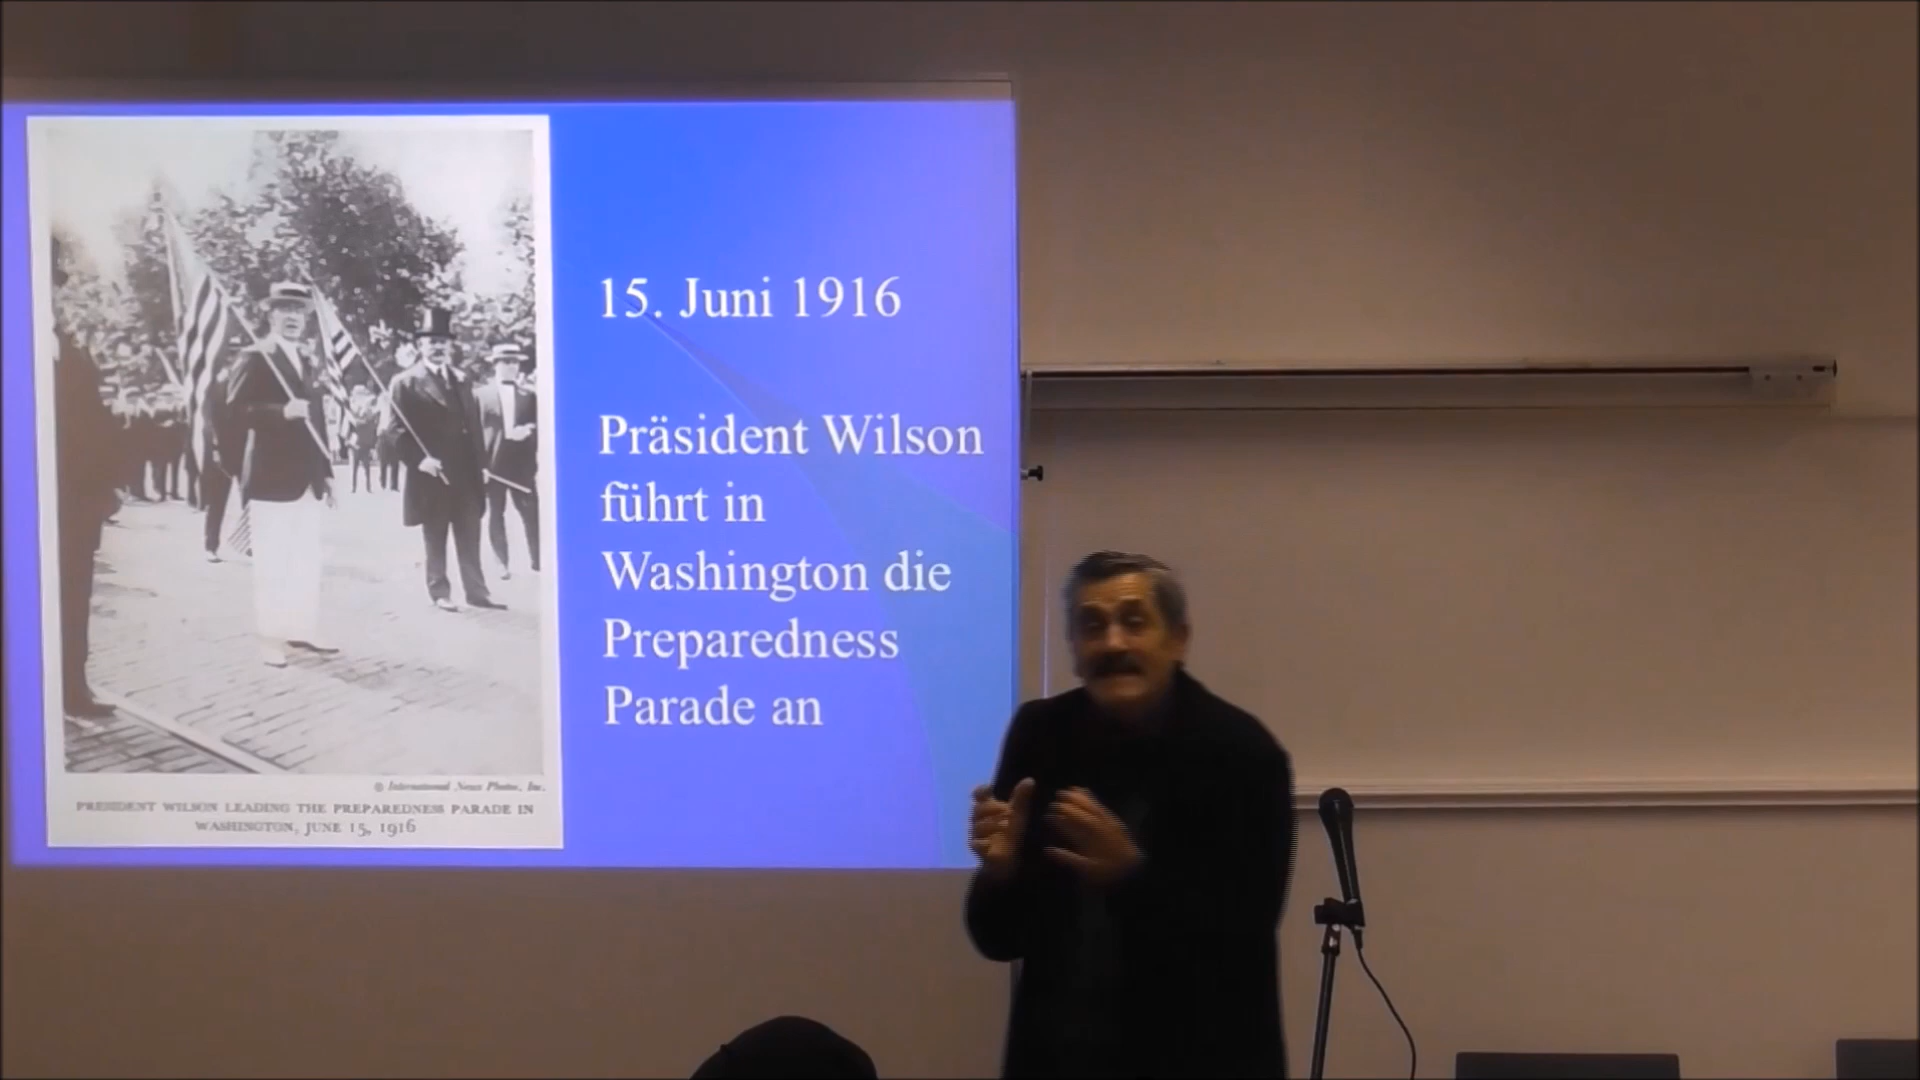 15. Juni 1916
Präsident Wilson
führt in
Washington die
Preparedness
Parade an
© International News Photos, Inc.
PRESIDENT WILSON LEADING THE PREPAREDNESS PARADE IN
WASHINGTON, JUNE 15, 1916